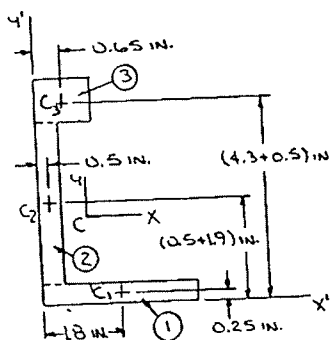 y'
0.65 IN.
3
C3
0.5 IN.
(4.3+0.5) IN.
y
C2
C
X
(0.5+1.9) IN.
2
C1
X'
1.8 IN
1
0.25 IN.